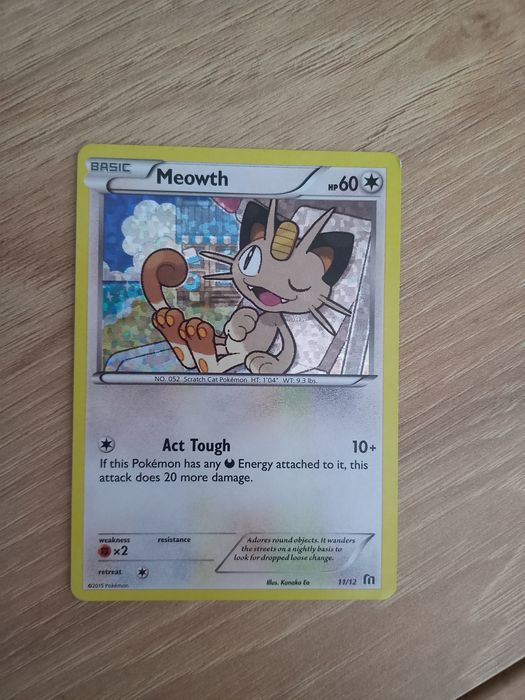 BASIC
Meowth
HP60
NO. 052 Scratch Cat Pokémon HT: 1'04" WT: 9.3 lbs.
Act Tough 10+
If this Pokémon has any Energy attached to it, this
attack does 20 more damage.
weakness resistance
×2
retreat
Adores round objects. It wanders
the streets on a nightly basis to
look for dropped loose change.
©2015 Pokémon
Illus. Kanako Eo
11/12